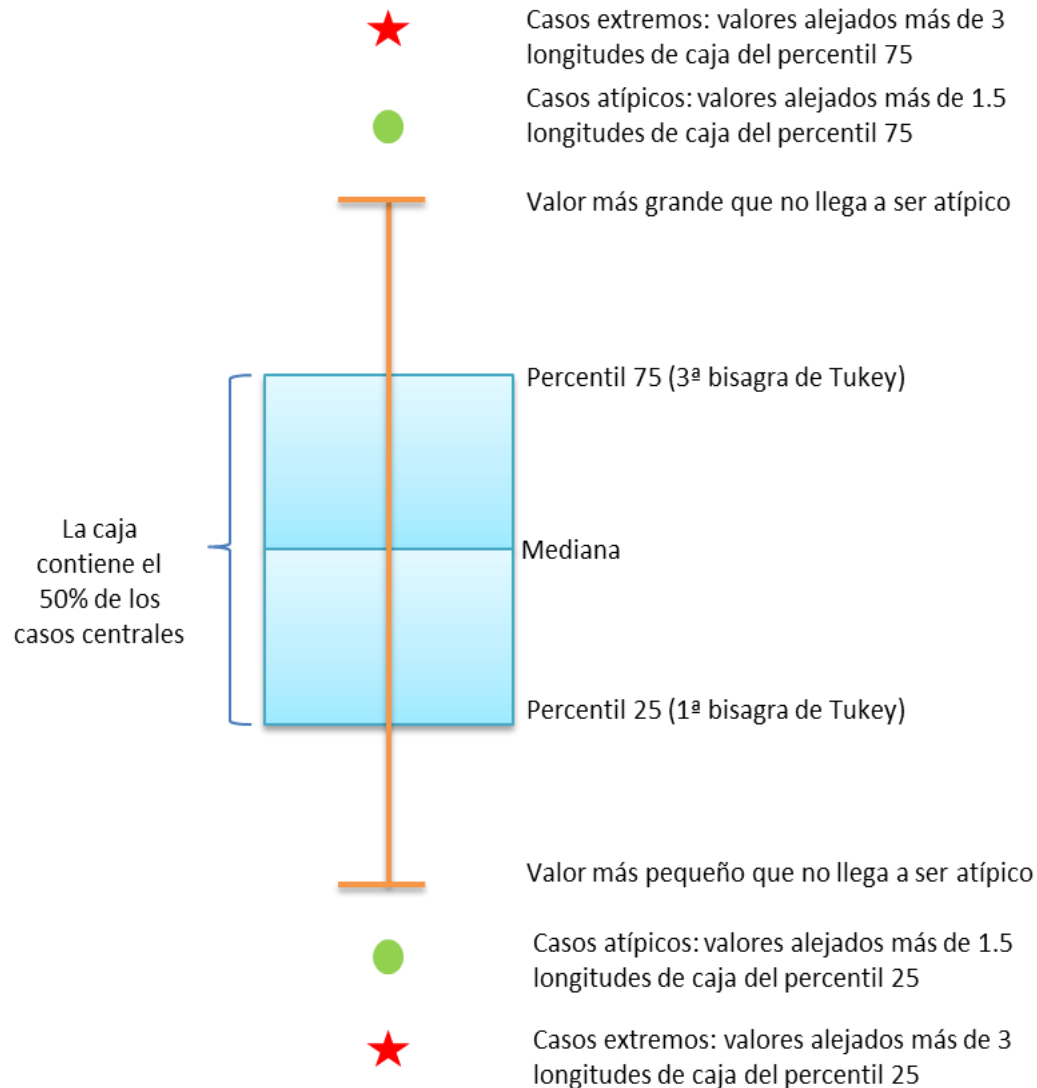 Casos extremos: valores alejados más de 3
longitudes de caja del percentil 75
Casos atípicos: valores alejados más de 1.5
longitudes de caja del percentil 75
Valor más grande que no llega a ser atípico
Percentil 75 (3ª bisagra de Tukey)
La caja
contiene el
50% de los
casos centrales
Mediana
Percentil 25 (1ª bisagra de Tukey)
Valor más pequeño que no llega a ser atípico
Casos atípicos: valores alejados más de 1.5
longitudes de caja del percentil 25
Casos extremos: valores alejados más de 3
longitudes de caja del percentil 25